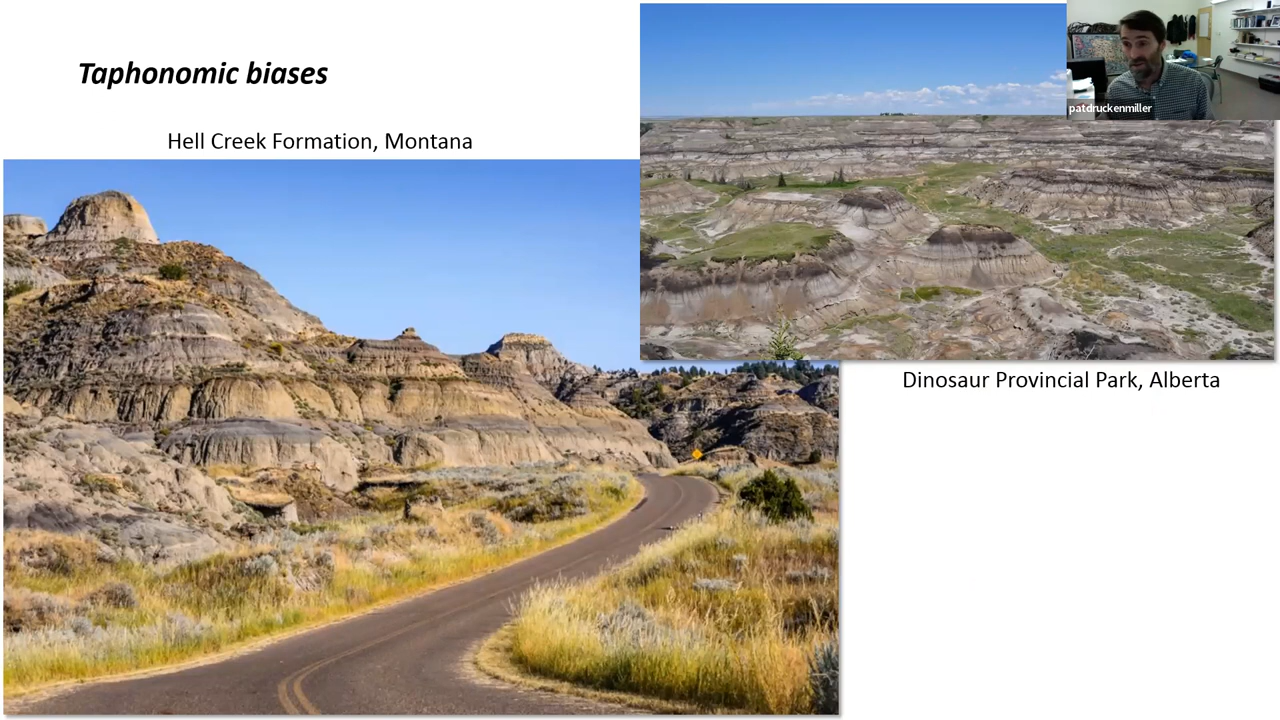 Taphonomic biases
patdruckenmiller
Hell Creek Formation, Montana
Dinosaur Provincial Park, Alberta